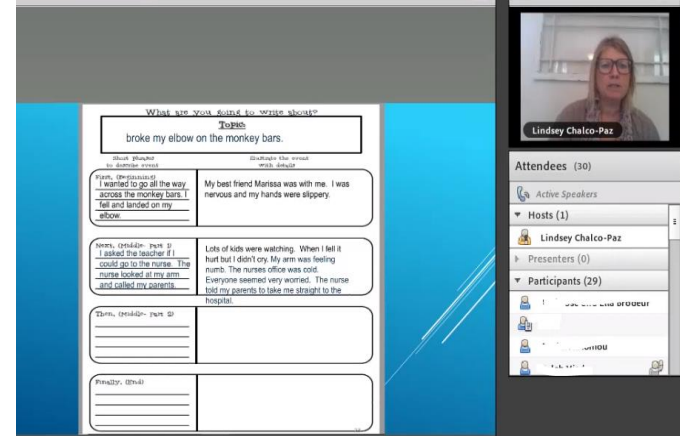 What are you going to write about?
Topic:
broke my elbow on the monkey bars.
Short phrases
to describe event
Illustrate the event
with details
First, (Beginning)
I wanted to go all the way
across the monkey bars. I
fell and landed on my
elbow.
My best friend Marissa was with me. I was
nervous and my hands were slippery.
Next, (Middle- Part 1)
I asked the teacher if I
could go to the nurse. The
nurse looked at my arm
and called my parents.
Lots of kids were watching. When I fell it
hurt but I didn't cry. My arm was feeling
numb. The nurses office was cold.
Everyone seemed very worried. The nurse
told my parents to take me straight to the
hospital.
Then, (Middle- Part 2)
Finally, (End)
Lindsey Chalco-Paz
Attendees (30)
Active Speakers
Hosts (1)
Lindsey Chalco-Paz
Presenters (0)
Participants (29)